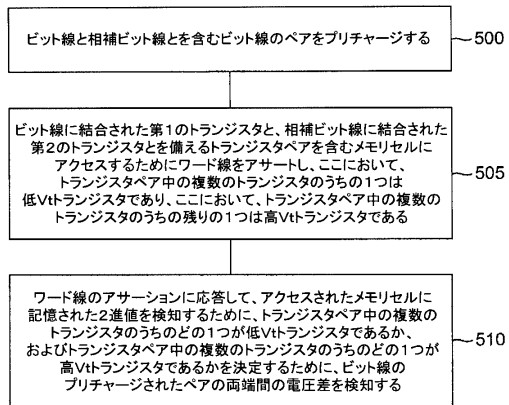 ビット線と相補ビット線とを含むビット線のペアをプリチャージする
500
ビット線に結合された第1のトランジスタと、相補ビット線に結合された
第2のトランジスタとを備えるトランジスタペアを含むメモリセルに
アクセスするためにワード線をアサートし、ここにおいて、
トランジスタペア中の複数のトランジスタのうちの1つは
低Vtトランジスタであり、ここにおいて、トランジスタペア中の複数の
トランジスタのうちの残りの1つは高Vtトランジスタである
505
ワード線のアサーションに応答して、アクセスされたメモリセルに
記憶された2進値を検知するために、トランジスタペア中の複数の
トランジスタのうちのどの1つが低Vtトランジスタであるか、
およびトランジスタペア中の複数のトランジスタのうちのどの1つが
高Vtトランジスタであるかを決定するために、ビット線の
プリチャージされたペアの両端間の電圧差を検知する
510